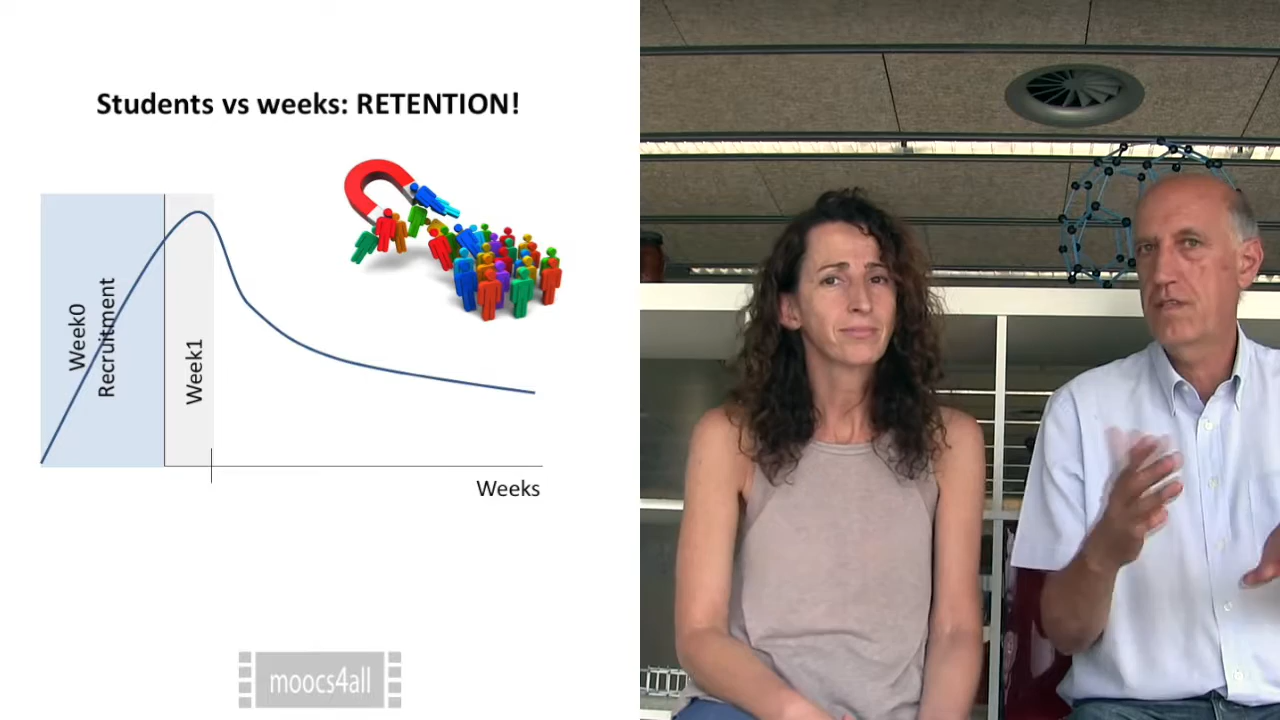 Students vs weeks: RETENTION!
Week0
Recruitment
Week1
Weeks
moocs4all